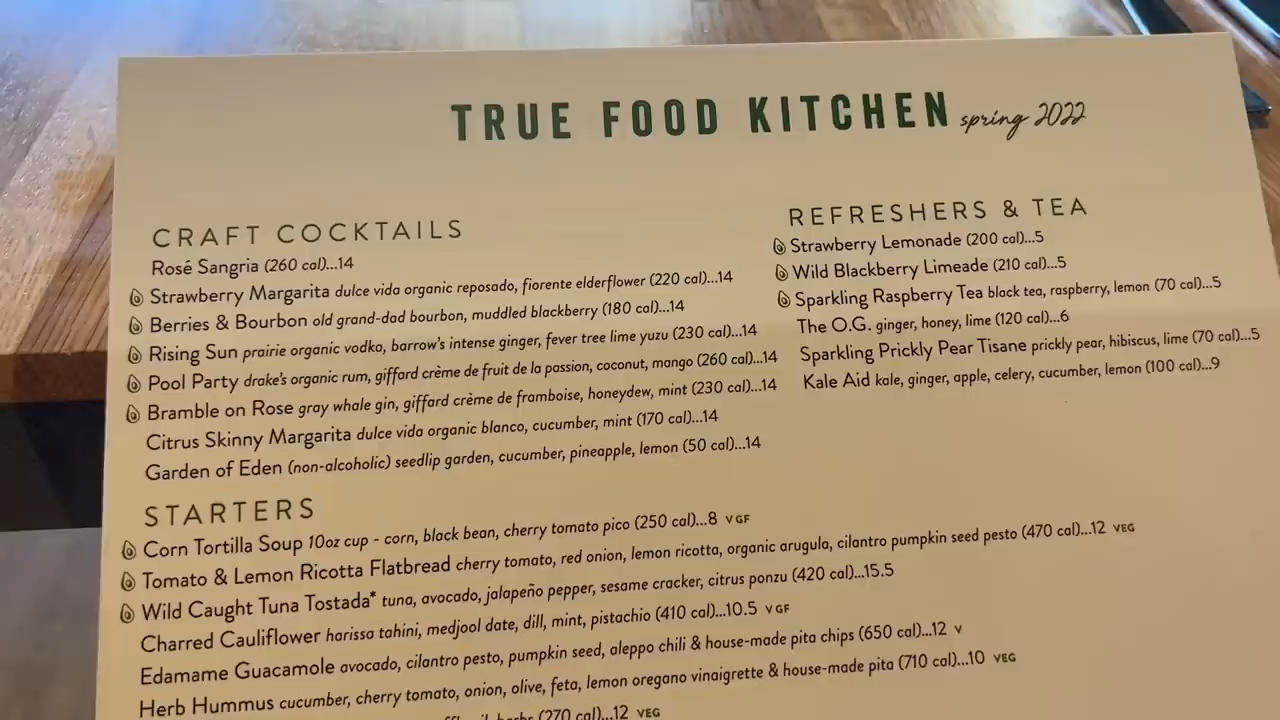 TRUE FOOD KITCHEN spring 2022
CRAFT COCKTAILS
Rosé Sangria (260 cal)...14
Strawberry Margarita dulce vida organic reposado, fiorente elderflower (220 cal)...14
Berries & Bourbon old grand-dad bourbon, muddled blackberry (180 cal)...14
Rising Sun prairie organic vodka, barrow's intense ginger, fever tree lime yuzu (230 cal)...14
Pool Party drake's organic rum, giffard crème de fruit de la passion, coconut, mango (260 cal)...14
Bramble on Rose gray whale gin, giffard crème de framboise, honeydew, mint (230 cal)...14
Citrus Skinny Margarita dulce vida organic blanco, cucumber, mint (170 cal)...14
Garden of Eden (non-alcoholic) seedlip garden, cucumber, pineapple, lemon (50 cal)...14
REFRESHERS & TEA
Strawberry Lemonade (200 cal)...5
Wild Blackberry Limeade (210 cal)...5
Sparkling Raspberry Tea black tea, raspberry, lemon (70 cal)...5
The O.G. ginger, honey, lime (120 cal)...6
Sparkling Prickly Pear Tisane prickly pear, hibiscus, lime (70 cal)...5
Kale Aid kale, ginger, apple, celery, cucumber, lemon (100 cal)...9
STARTERS
Corn Tortilla Soup 10oz cup - corn, black bean, cherry tomato pico (250 cal)...8 V GF
Tomato & Lemon Ricotta Flatbread cherry tomato, red onion, lemon ricotta, organic arugula, cilantro pumpkin seed pesto (470 cal)...12 VEG
Wild Caught Tuna Tostada* tuna, avocado, jalapeño pepper, sesame cracker, citrus ponzu (420 cal)...15.5
Charred Cauliflower harissa tahini, medjool date, dill, mint, pistachio (410 cal)...10.5 V GF
Edamame Guacamole avocado, cilantro pesto, pumpkin seed, aleppo chili & house-made pita chips (650 cal)...12 V
Herb Hummus cucumber, cherry tomato, onion, olive, feta, lemon oregano vinaigrette & house-made pita (710 cal)...10 VEG
herbs (270 cal)...12 VEG